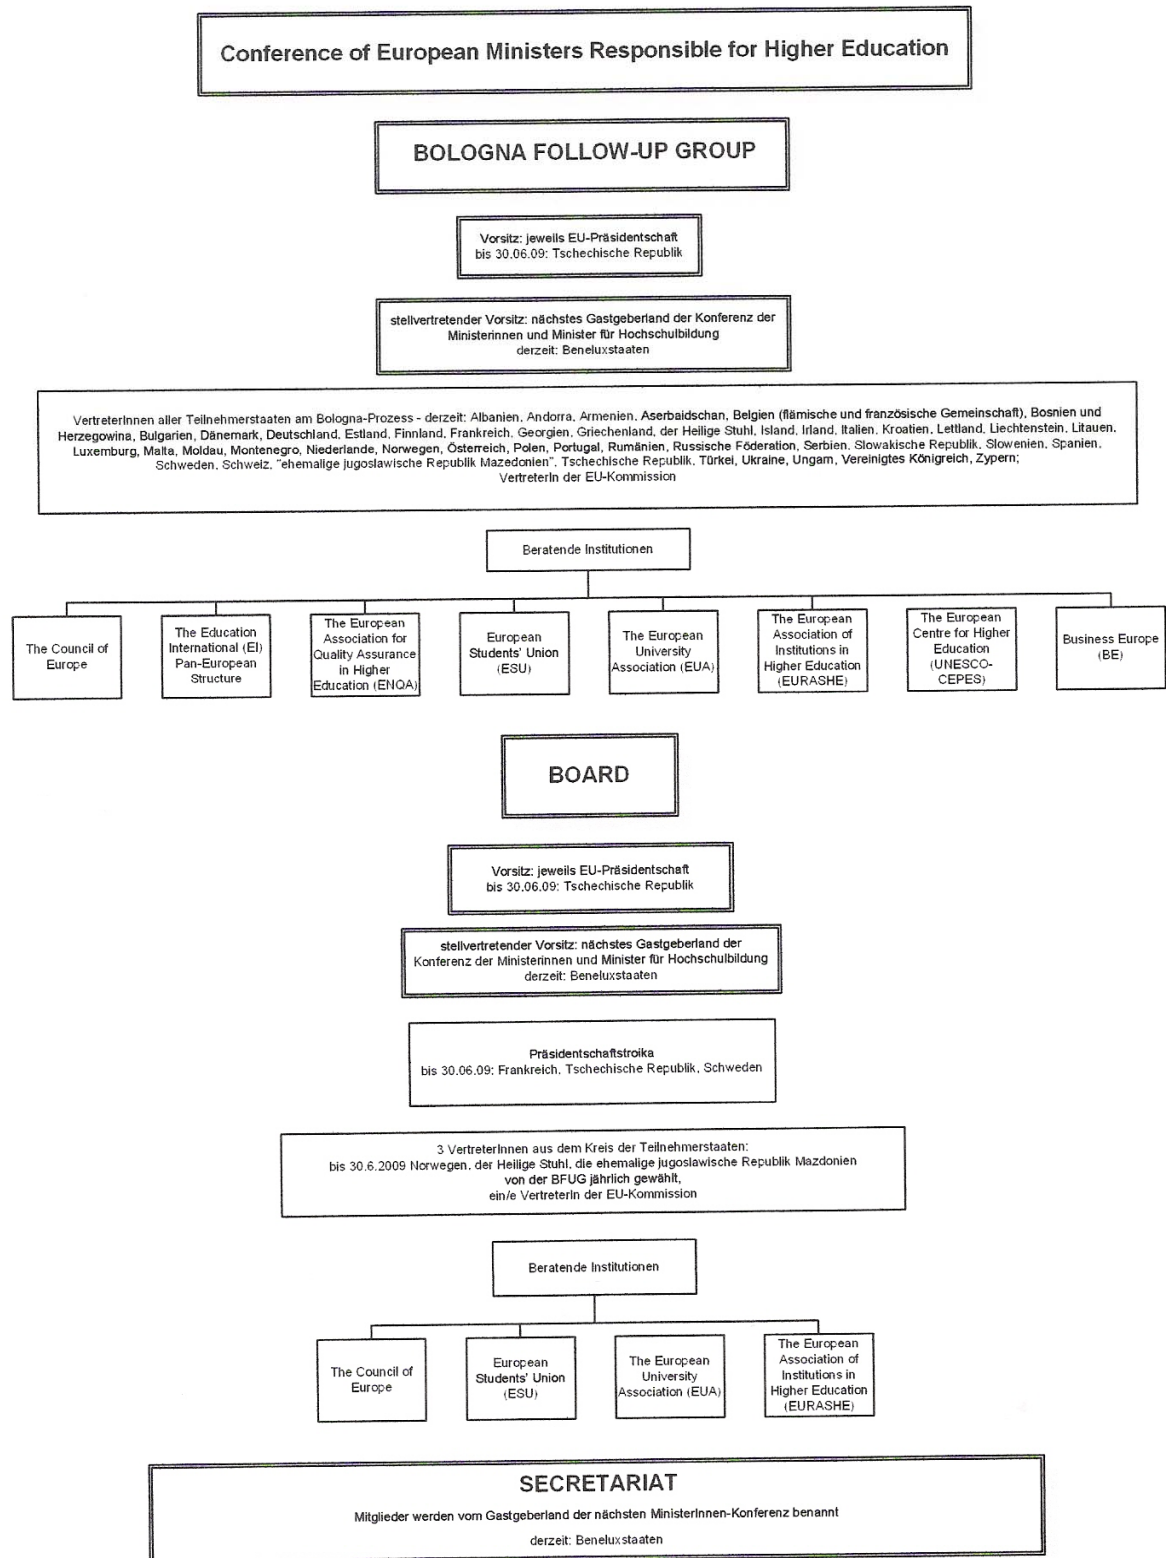 Conference of European Ministers Responsible for Higher Education
BOLOGNA FOLLOW-UP GROUP
Vorsitz: jeweils EU-Präsidentschaft
bis 30.06.09: Tschechische Republik
stellvertretender Vorsitz: nächstes Gastgeberland der Konferenz der
Ministerinnen und Minister für Hochschulbildung
derzeit: Beneluxstaaten
VertreterInnen aller Teilnehmerstaaten am Bologna-Prozess - derzeit: Albanien, Andorra, Armenien, Aserbaidschan, Belgien (flämische und französische Gemeinschaft), Bosnien und
Herzegowina, Bulgarien, Dänemark, Deutschland, Estland, Finnland, Frankreich, Georgien, Griechenland, der Heilige Stuhl, Island, Irland, Italien, Kroatien, Lettland, Liechtenstein, Litauen,
Luxemburg, Malta, Moldau, Montenegro, Niederlande, Norwegen, Österreich, Polen, Portugal, Rumänien, Russische Föderation, Serbien, Slowakische Republik, Slowenien, Spanien,
Schweden, Schweiz, "ehemalige jugoslawische Republik Mazedonien", Tschechische Republik, Türkei, Ukraine, Ungarn, Vereinigtes Königreich, Zypern;
VertreterIn der EU-Kommission
Beratende Institutionen
The Council of
Europe
The Education
International (EI)
Pan-European
Structure
The European
Association for
Quality Assurance
in Higher
Education (ENQA)
European
Students' Union
(ESU)
The European
University
Association (EUA)
The European
Association of
Institutions in
Higher Education
(EURASHE)
The European
Centre for Higher
Education
(UNESCO-
CEPES)
Business Europe
(BE)
BOARD
Vorsitz: jeweils EU-Präsidentschaft
bis 30.06.09: Tschechische Republik
stellvertretender Vorsitz: nächstes Gastgeberland der
Konferenz der Ministerinnen und Minister für Hochschulbildung
derzeit: Beneluxstaaten
Präsidentschaftstroika
bis 30.06.09: Frankreich, Tschechische Republik, Schweden
3 VertreterInnen aus dem Kreis der Teilnehmerstaaten:
bis 30.6.2009 Norwegen, der Heilige Stuhl, die ehemalige jugoslawische Republik Mazdonien
von der BFUG jährlich gewählt,
ein/e VertreterIn der EU-Kommission
Beratende Institutionen
The Council of
Europe
European
Students' Union
(ESU)
The European
University
Association (EUA)
The European
Association of
Institutions in
Higher Education
(EURASHE)
SECRETARIAT
Mitglieder werden vom Gastgeberland der nächsten MinisterInnen-Konferenz benannt
derzeit: Beneluxstaaten